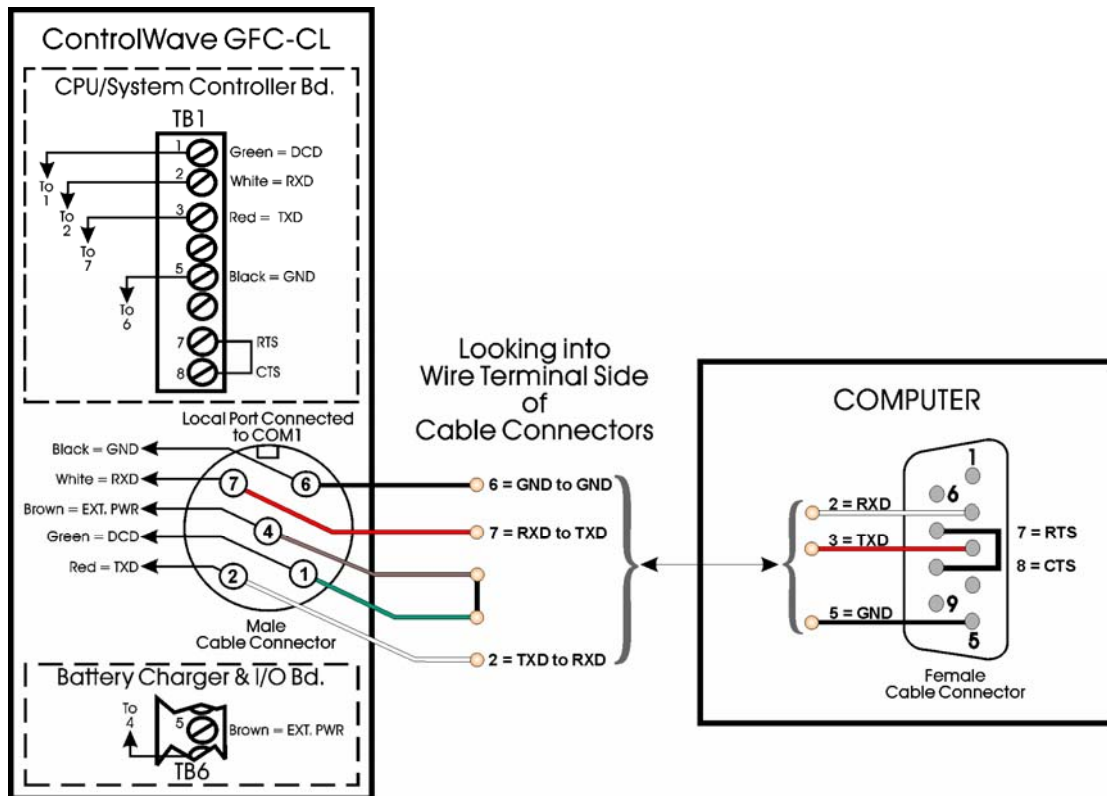 ControlWave GFC-CL
CPU/System Controller Bd.
TB1
1
Green = DCD
2
White = RXD
3
Red = TXD
5
Black = GND
7
RTS
8
CTS
To
1
To
2
To
7
To
6
Local Port Connected
to COM1
Black = GND
White = RXD
Brown = EXT. PWR
Green = DCD
Red = TXD
7
6
4
1
2
Male
Cable Connector
Battery Charger & I/O Bd.
To
4
5
Brown = EXT. PWR
TB6
Looking into
Wire Terminal Side
of
Cable Connectors
6 = GND to GND
7 = RXD to TXD
2 = TXD to RXD
COMPUTER
1
6
2 = RXD
3 = TXD
7 = RTS
8 = CTS
9
5 = GND
5
Female
Cable Connector